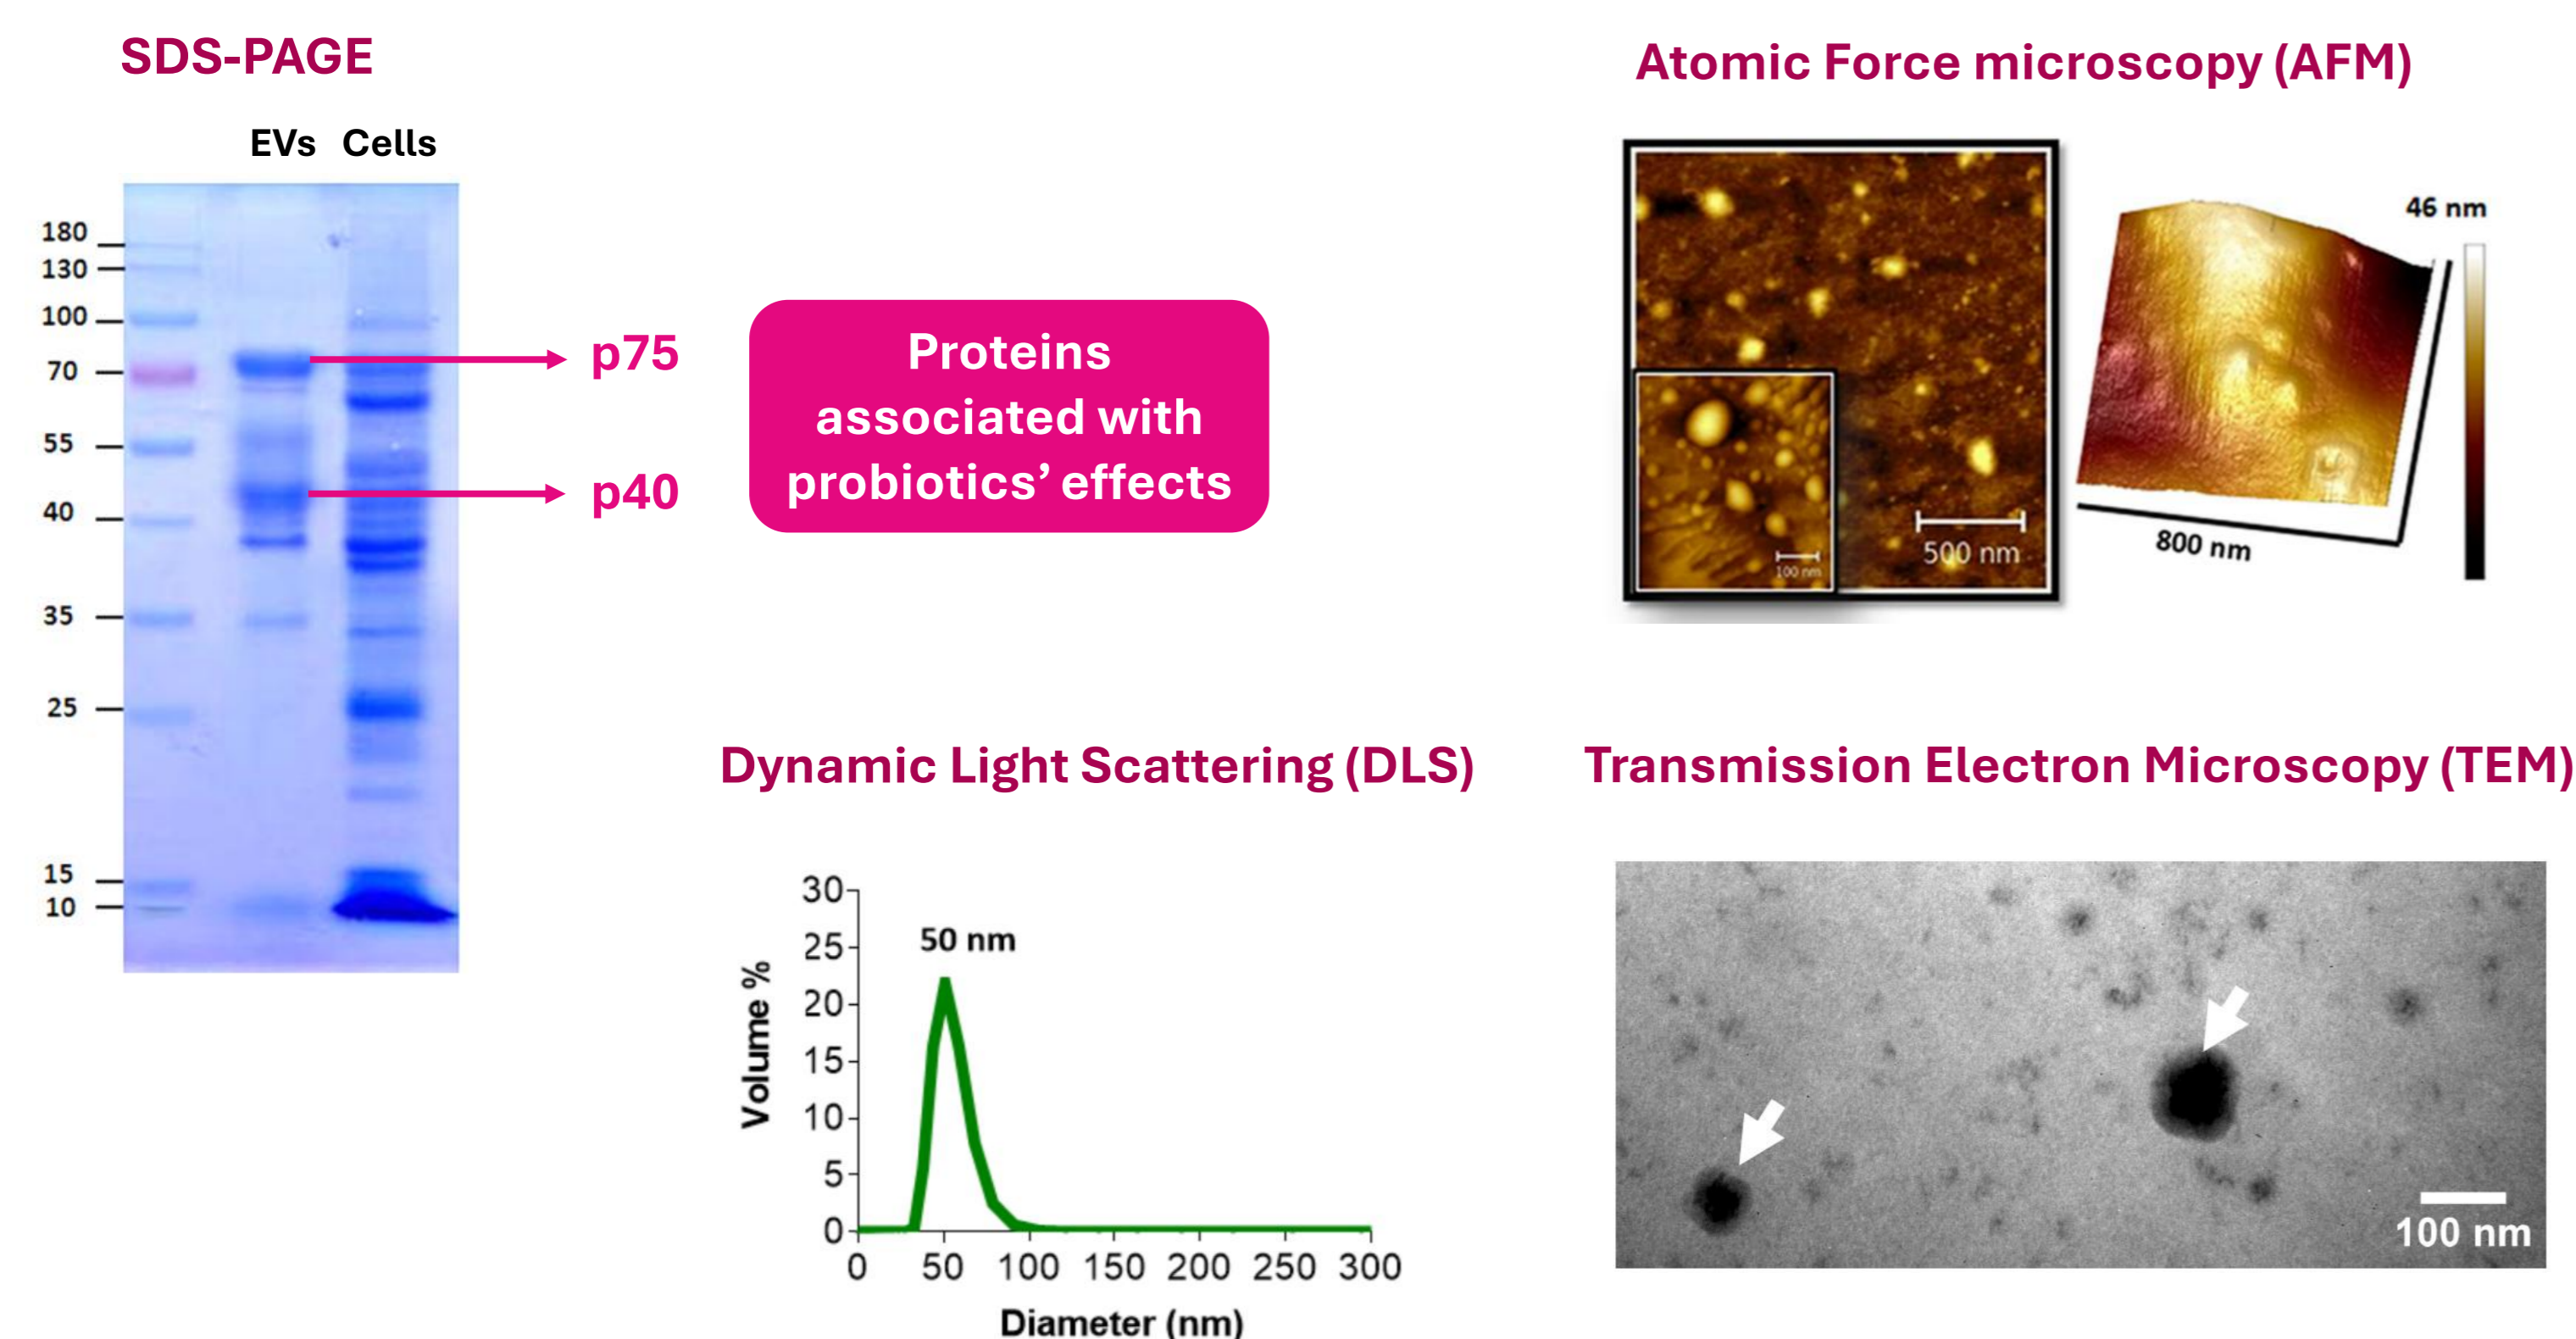 SDS-PAGE
EVs Cells
180
130
100
70
55
40
35
25
15
10
p75
p40
Proteins
associated with
probiotics’ effects
Atomic Force microscopy (AFM)
500 nm
100 nm
46 nm
800 nm
Dynamic Light Scattering (DLS)
30
25
20
15
10
5
0
50 nm
Volume %
0 50 100 150 200 250 300
Diameter (nm)
Transmission Electron Microscopy (TEM)
100 nm